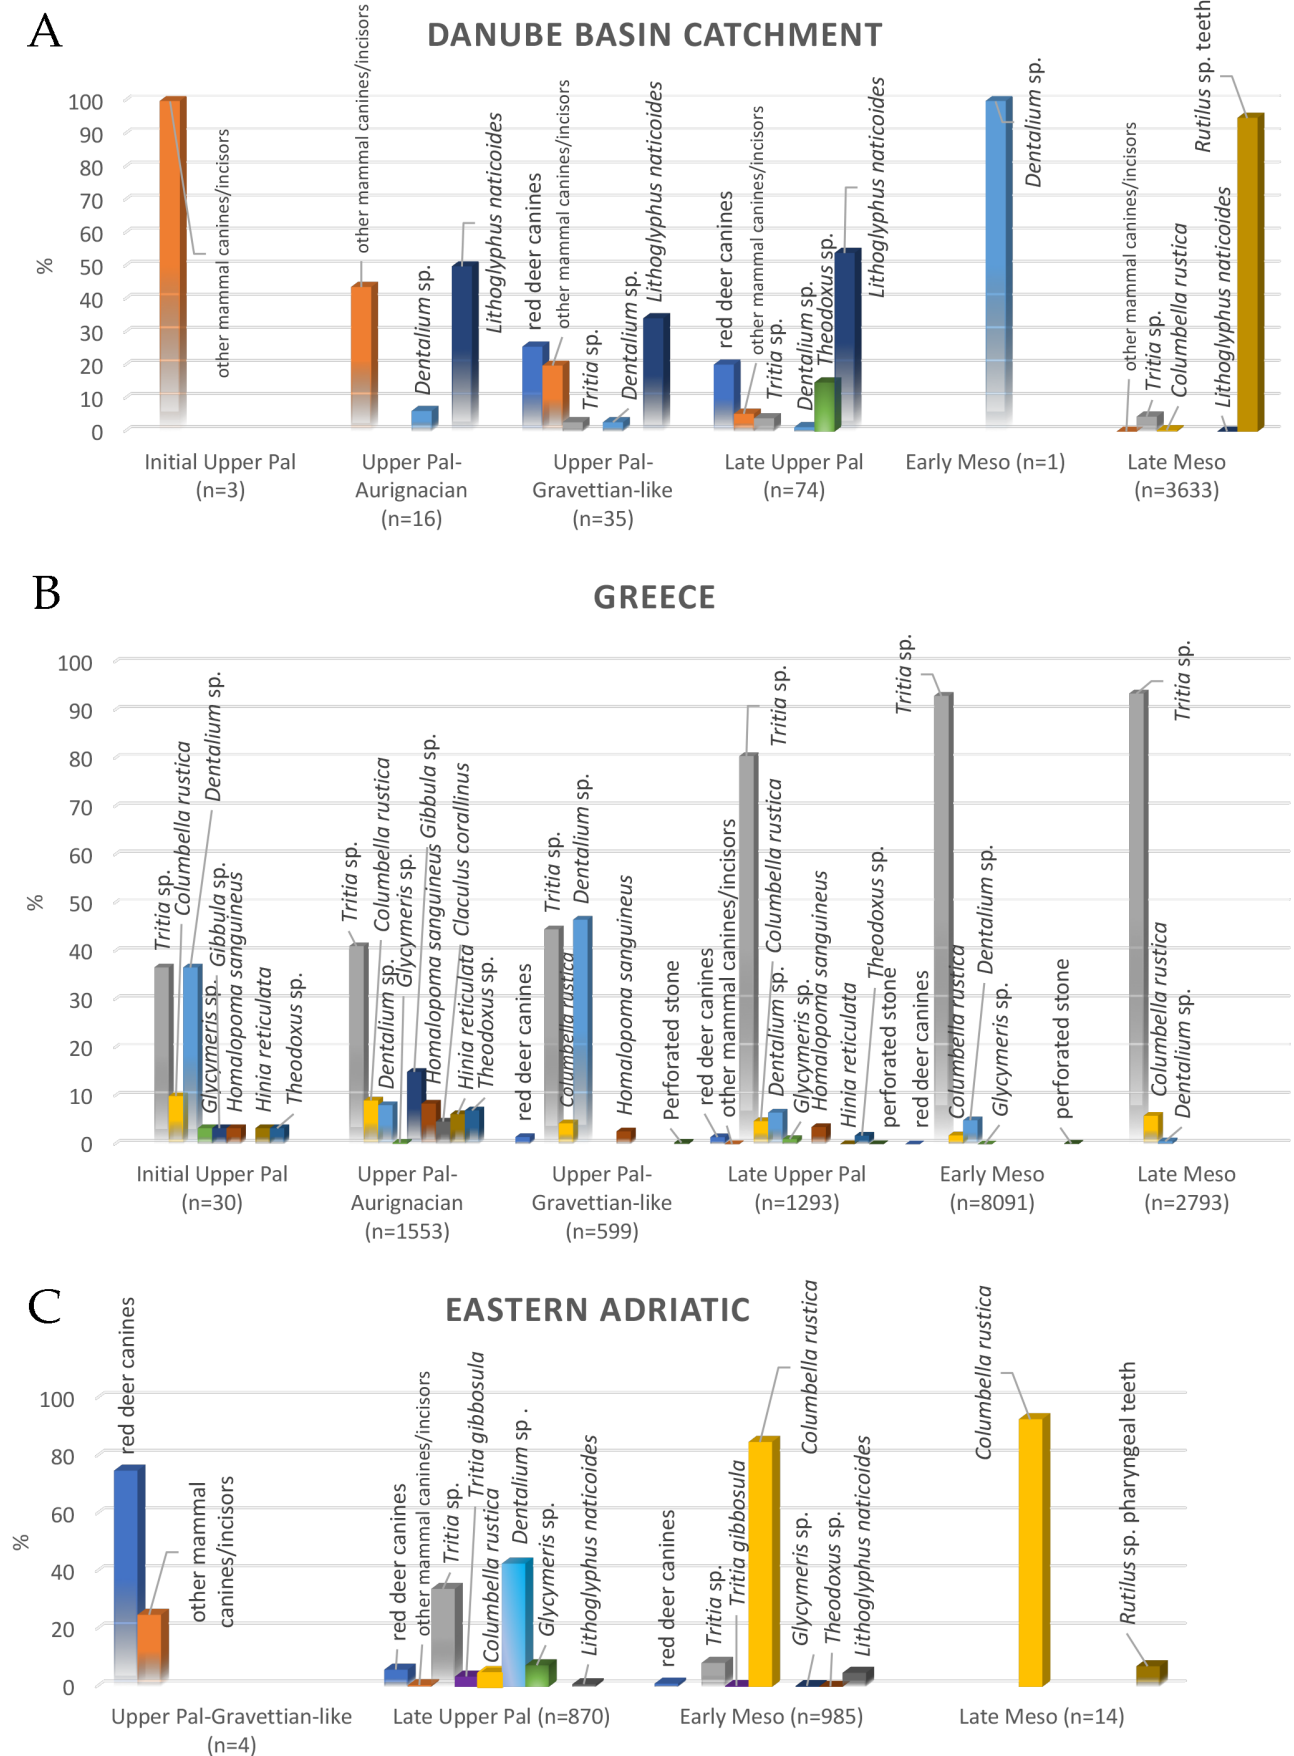 A
DANUBE BASIN CATCHMENT
100
90
80
70
60
50
40
30
20
10
0
%
other mammal canines/incisors
other mammal canines/incisors
Dentalium sp.
Lithoglyphus naticoides
red deer canines
other mammal canines/incisors
Tritia sp.
Dentalium sp.
Lithoglyphus naticoides
red deer canines
other mammal canines/incisors
Tritia sp.
Dentalium sp.
Theodoxus sp.
Lithoglyphus naticoides
Dentalium sp.
other mammal canines/incisors
Tritia sp.
Columbella rustica
Lithoglyphus naticoides
Rutilus sp. teeth
Initial Upper Pal
(n=3)
Upper Pal-
Aurignacian
(n=16)
Upper Pal-
Gravettian-like
(n=35)
Late Upper Pal
(n=74)
Early Meso (n=1)
Late Meso
(n=3633)
B
GREECE
100
90
80
70
60
50
40
30
20
10
0
%
Tritia sp.
Columbella rustica
Dentalium sp.
Glycymeris sp.
Gibbula sp.
Homalopoma sanguineus
Hinia reticulata
Theodoxus sp.
Tritia sp.
Columbella rustica
Dentalium sp.
Glycymeris sp.
Gibbula sp.
Homalopoma sanguineus
Claculus corallinus
Hinia reticulata
Theodoxus sp.
red deer canines
Tritia sp.
Columbella rustica
Dentalium sp.
Homalopoma sanguineus
Perforated stone
red deer canines
other mammal canines/incisors
Tritia sp.
Columbella rustica
Dentalium sp.
Glycymeris sp.
Homalopoma sanguineus
Hinia reticulata
Theodoxus sp.
perforated stone
red deer canines
Tritia sp.
Columbella rustica
Dentalium sp.
Glycymeris sp.
perforated stone
Tritia sp.
Columbella rustica
Dentalium sp.
Initial Upper Pal
(n=30)
Upper Pal-
Aurignacian
(n=1553)
Upper Pal-
Gravettian-like
(n=599)
Late Upper Pal
(n=1293)
Early Meso
(n=8091)
Late Meso
(n=2793)
C
EASTERN ADRIATIC
100
80
60
40
20
0
%
red deer canines
other mammal
canines/incisors
red deer canines
other mammal canines/incisors
Tritia sp.
Tritia gibbosula
Columbella rustica
Dentalium sp .
Glycymeris sp.
Lithoglyphus naticoides
red deer canines
Tritia sp.
Tritia gibbosula
Columbella rustica
Glycymeris sp.
Theodoxus sp.
Lithoglyphus naticoides
Columbella rustica
Rutilus sp. pharyngeal teeth
Upper Pal-Gravettian-like
(n=4)
Late Upper Pal (n=870)
Early Meso (n=985)
Late Meso (n=14)